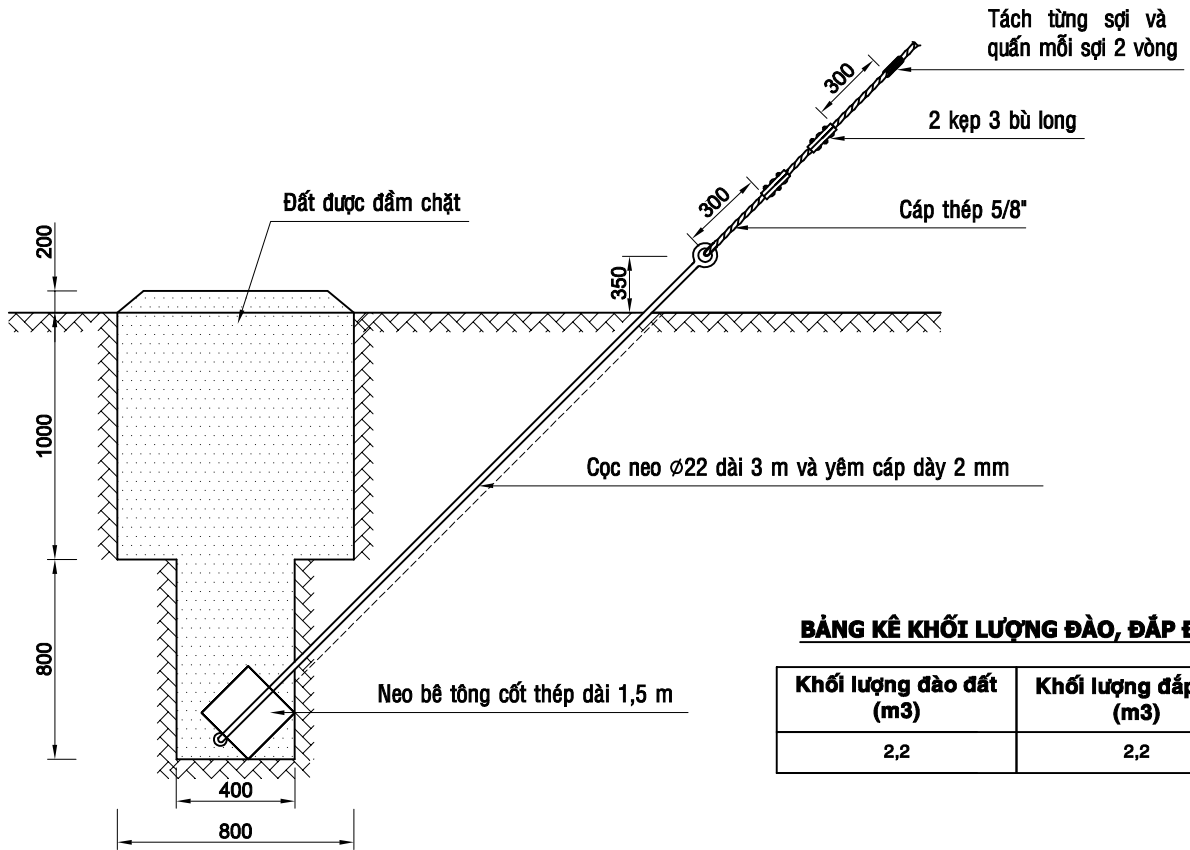 Tách từng sợi và
quấn mỗi sợi 2 vòng
300
2 kẹp 3 bù long
300
Cáp thép 5/8"
Đất được đầm chặt
200
350
1000
Cọc neo Ø22 dài 3 m và yêm cáp dày 2 mm
800
Neo bê tông cốt thép dài 1,5 m
400
800
BẢNG KÊ KHỐI LƯỢNG ĐÀO, ĐẮP
Khối lượng đào đất
(m3)
Khối lượng đắp
(m3)
2,2
2,2